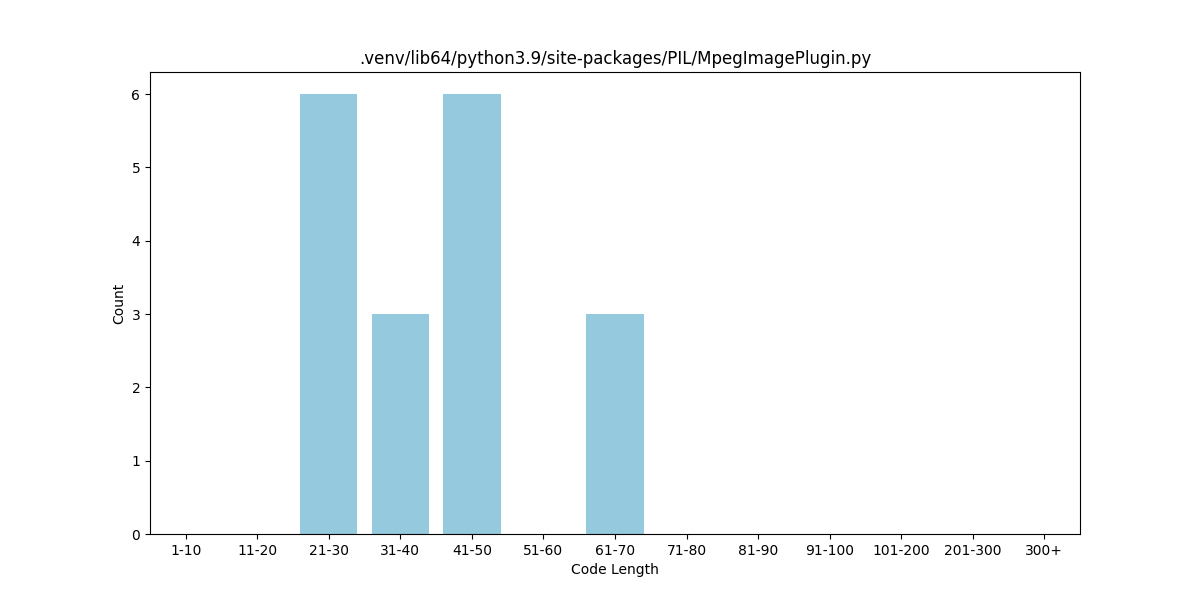 .venv/lib64/python3.9/site-packages/PIL/MpegImagePlugin.py
6
5
4
3
2
1
0
Count
1-10 11-20 21-30 31-40 41-50 51-60 61-70 71-80 81-90 91-100 101-200 201-300 300+
Code Length